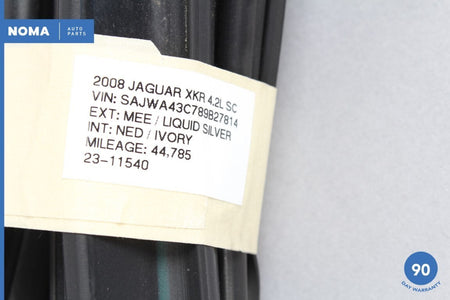 NOMA AUTO
PARTS
2008 JAGUAR XKR 4.2L SC
VIN: SAJWA43C789B27814
EXT: MEE / LIQUID SILVER
INT: NED / IVORY
MILEAGE: 44,785
23-11540
90
DAY WARRANTY